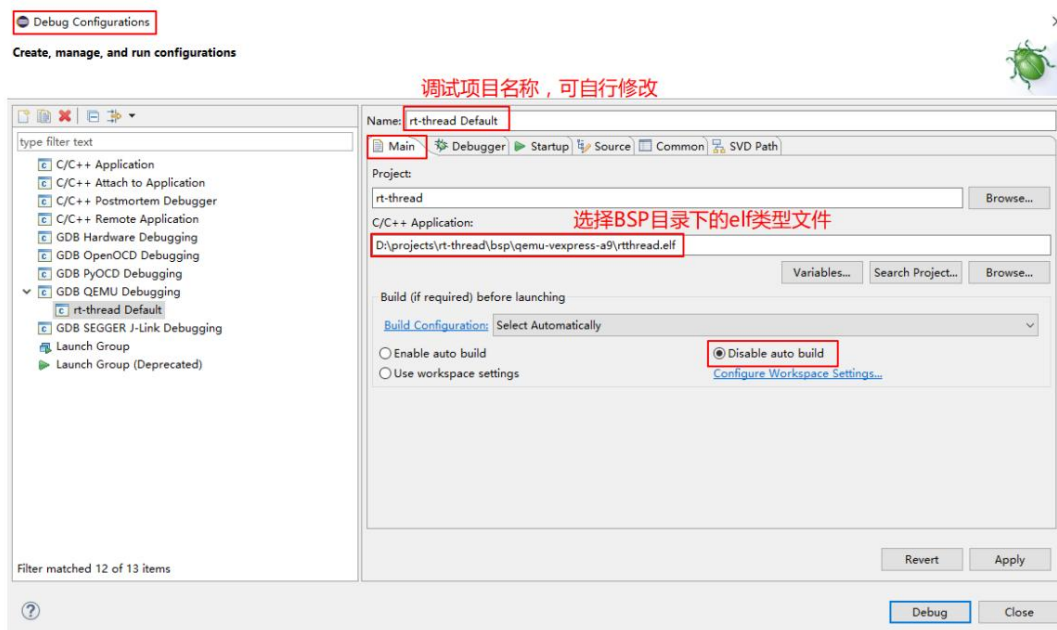 Debug Configurations
Create, manage, and run configurations
调试项目名称，可自行修改
Name: rt-thread Default
type filter text
Main Debugger Startup Source Common SVD Path
C/C++ Application
C/C++ Attach to Application
C/C++ Postmortem Debugger
C/C++ Remote Application
GDB Hardware Debugging
GDB OpenOCD Debugging
GDB PyOCD Debugging
GDB QEMU Debugging
rt-thread Default
GDB SEGGER J-Link Debugging
Launch Group
Launch Group (Deprecated)
Filter matched 12 of 13 items
Project:
rt-thread
Browse...
C/C++ Application:
选择BSP目录下的elf类型文件
D:\projects\rt-thread\bsp\qemu-vexpress-a9\rtthread.elf
Variables... Search Project... Browse...
Build (if required) before launching
Build Configuration: Select Automatically
Enable auto build Disable auto build
Use workspace settings Configure Workspace Settings...
Revert Apply
Debug Close